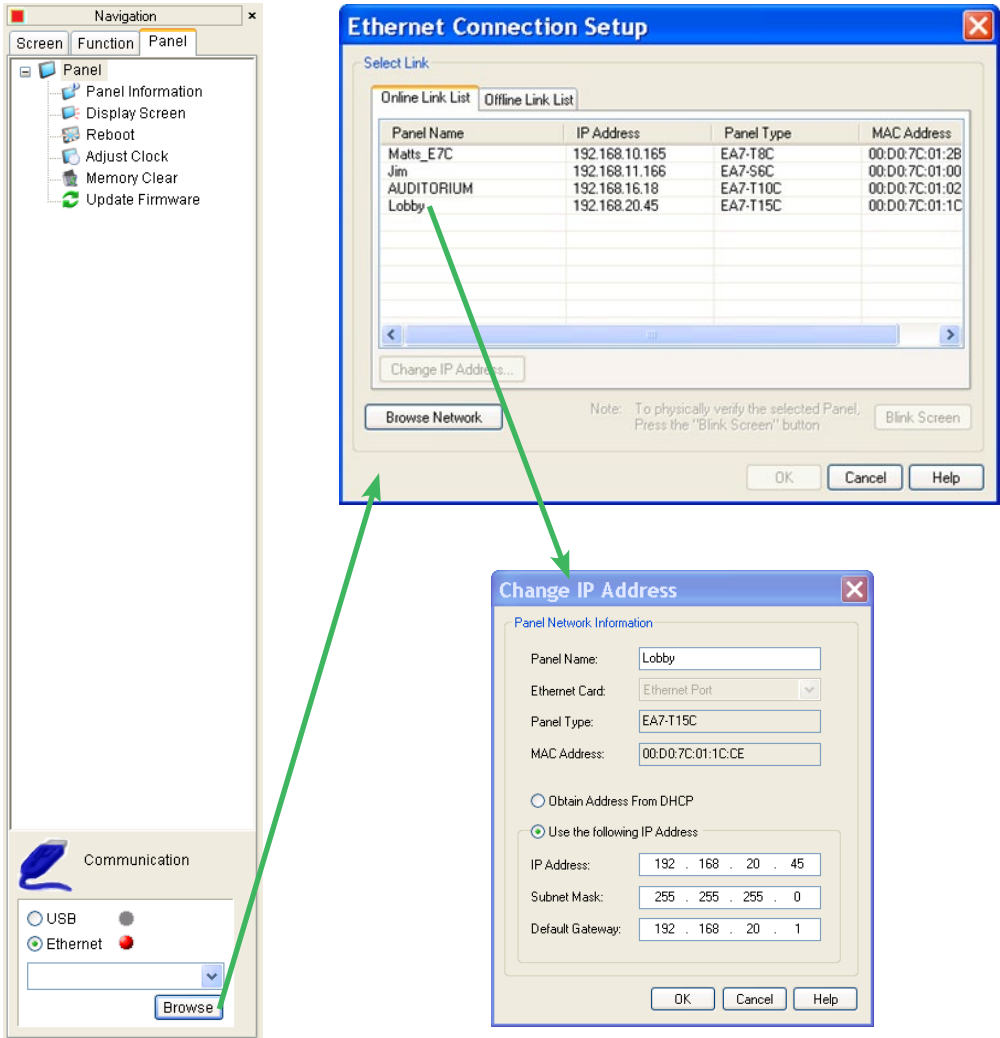 Navigation ×
Screen Function Panel
Panel
Panel Information
Display Screen
Reboot
Adjust Clock
Memory Clear
Update Firmware
Communication
USB
Ethernet
Browse
Ethernet Connection Setup
Select Link
Online Link List Offline Link List
Panel Name IP Address Panel Type MAC Address
Matts_E7C 192.168.10.165 EA7-T8C 00:D0:7C:01:2B
Jim 192.168.11.166 EA7-S6C 00:D0:7C:01:00
AUDITORIUM 192.168.16.18 EA7-T10C 00:D0:7C:01:02
Lobby 192.168.20.45 EA7-T15C 00:D0:7C:01:1C
Change IP Address...
Browse Network
Note: To physically verify the selected Panel,
Press the "Blink Screen" button
Blink Screen
OK Cancel Help
Change IP Address
Panel Network Information
Panel Name: Lobby
Ethernet Card: Ethernet Port
Panel Type: EA7-T15C
MAC Address: 00:D0:7C:01:1C:CE
Obtain Address From DHCP
Use the following IP Address
IP Address: 192 . 168 . 20 . 45
Subnet Mask: 255 . 255 . 255 . 0
Default Gateway: 192 . 168 . 20 . 1
OK Cancel Help